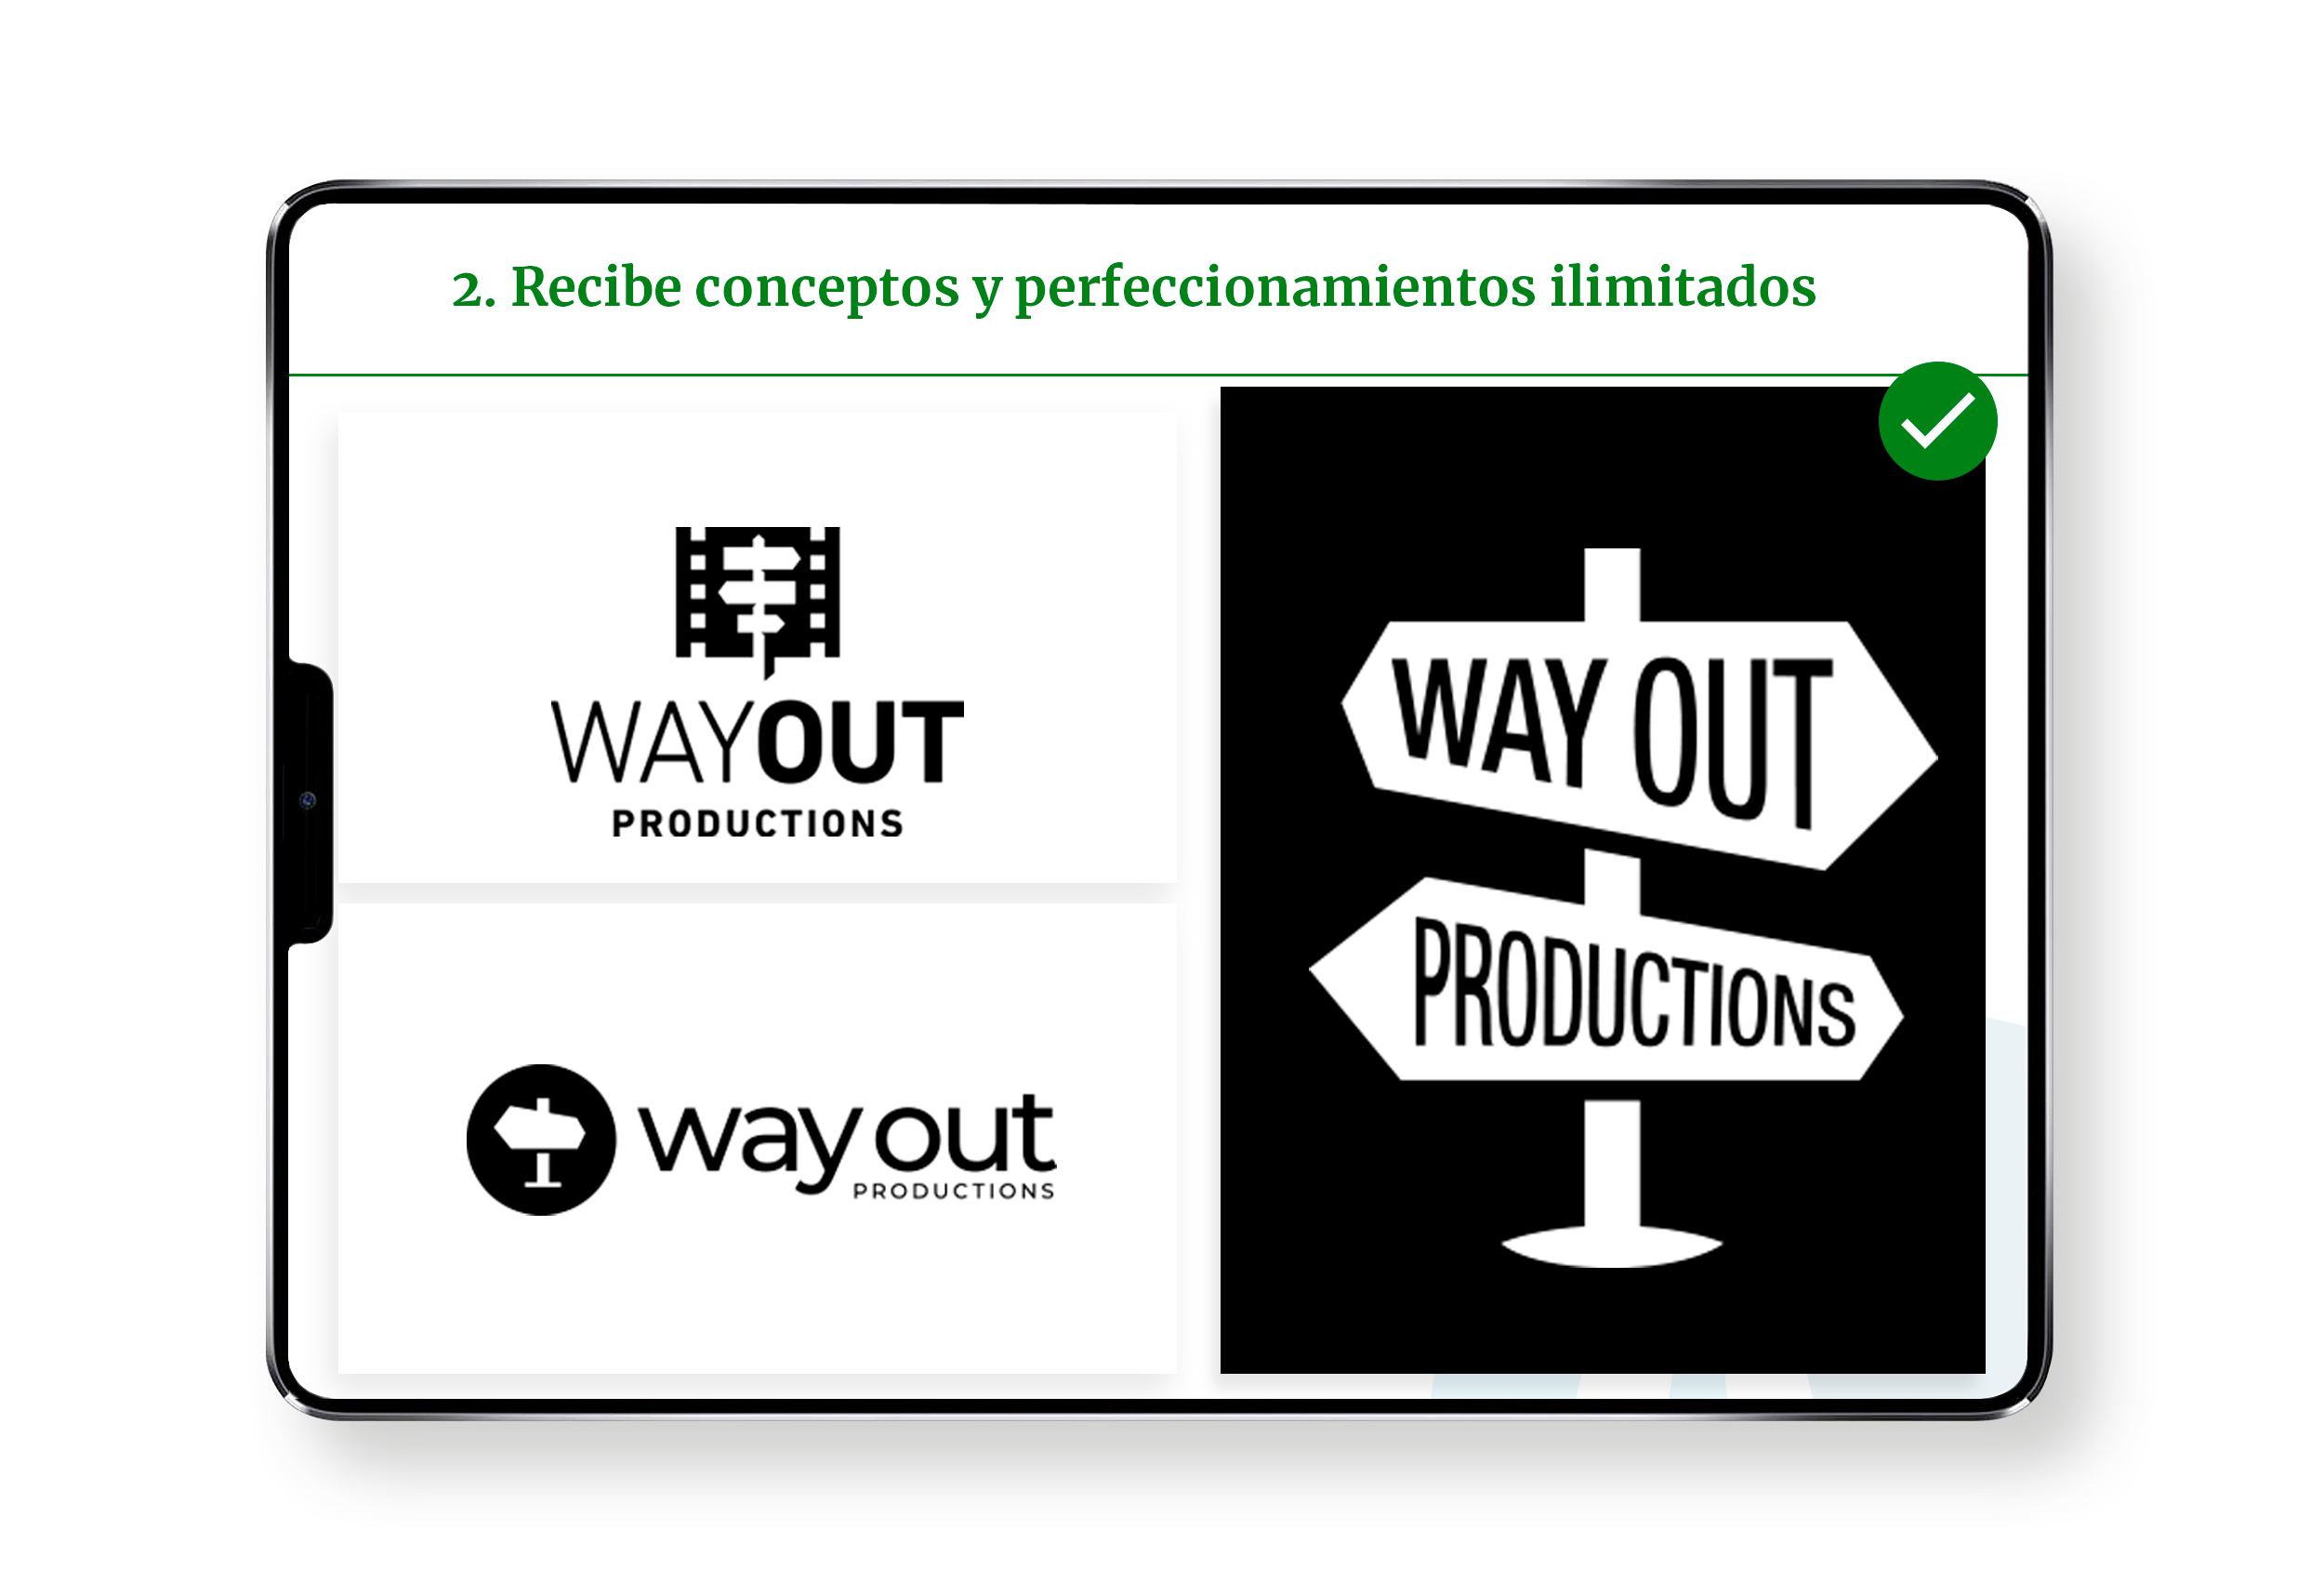 2. Recibe conceptos y perfeccionamientos ilimitados
WAYOUT
PRODUCTIONS
way out
PRODUCTIONS
WAY OUT
PRODUCTIONS